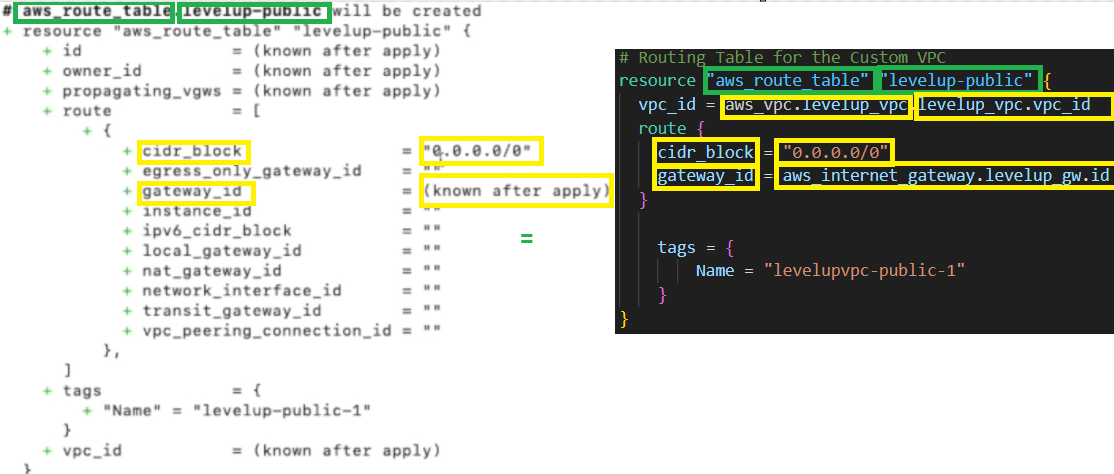 # aws_route_table.levelup-public will be created
+ resource "aws_route_table" "levelup-public" {
+ id = (known after apply)
+ owner_id = (known after apply)
+ propagating_vgws = (known after apply)
+ route = [
+ {
+ cidr_block = "0.0.0.0/0"
+ egress_only_gateway_id = ""
+ gateway_id = (known after apply)
+ instance_id = ""
+ ipv6_cidr_block = ""
+ local_gateway_id = ""
+ nat_gateway_id = ""
+ network_interface_id = ""
+ transit_gateway_id = ""
+ vpc_peering_connection_id = ""
},
]
+ tags = {
+ "Name" = "levelup-public-1"
}
+ vpc_id = (known after apply)
}
=
# Routing Table for the Custom VPC
resource "aws_route_table" "levelup-public" {
vpc_id = aws_vpc.levelup_vpc.levelup_vpc.vpc_id
route {
cidr_block = "0.0.0.0/0"
gateway_id = aws_internet_gateway.levelup_gw.id
}
tags = {
Name = "levelupvpc-public-1"
}
}